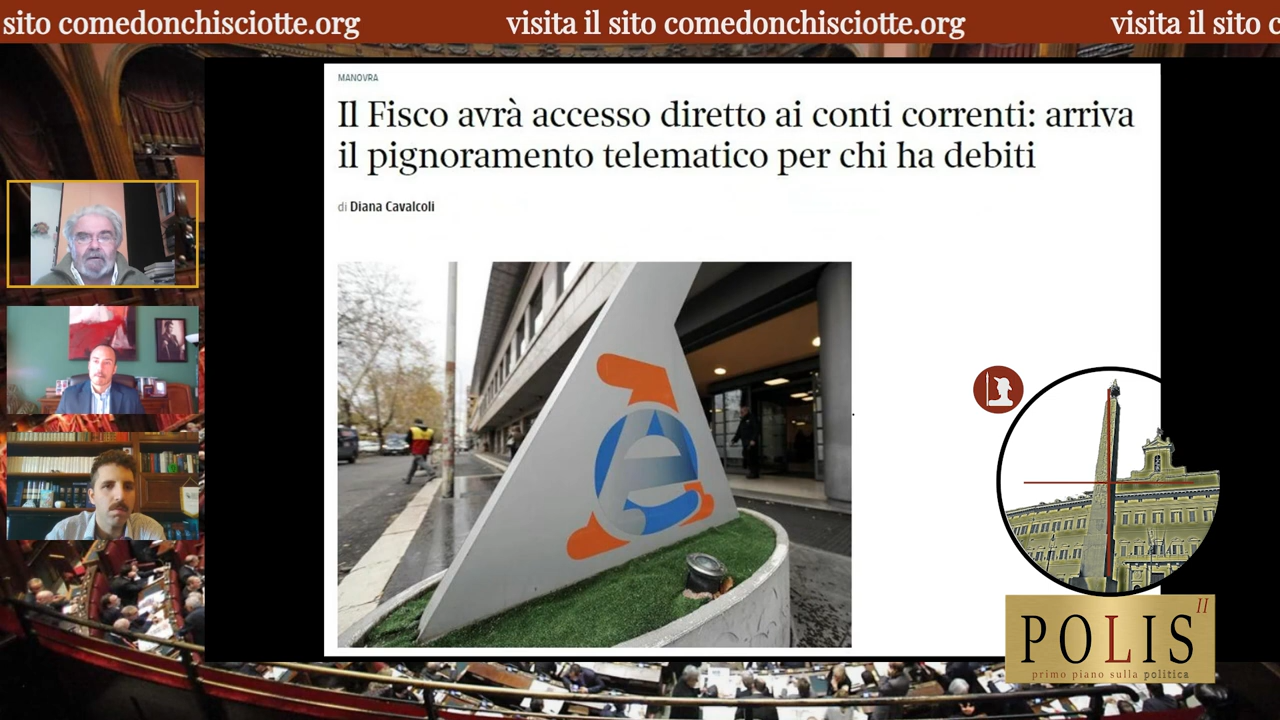 sito comedonchisciotte.org visita il sito comedonchisciotte.org visita il sito c
MANOVRA
Il Fisco avrà accesso diretto ai conti correnti: arriva
il pignoramento telematico per chi ha debiti
di Diana Cavalcoli
POLIS II
primo piano sulla politica